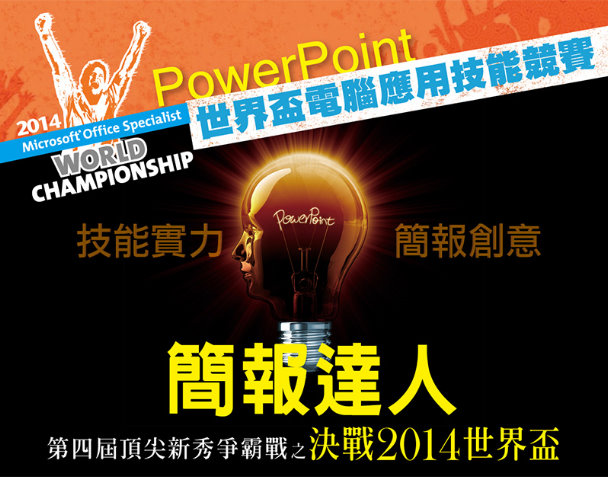 PowerPoint
世界盃電腦應用技能競賽
2014
Microsoft Office Specialist
WORLD
CHAMPIONSHIP
PowerPoint
技能實力 簡報創意
簡報達人
第四屆頂尖新秀爭霸戰之決戰2014世界盃